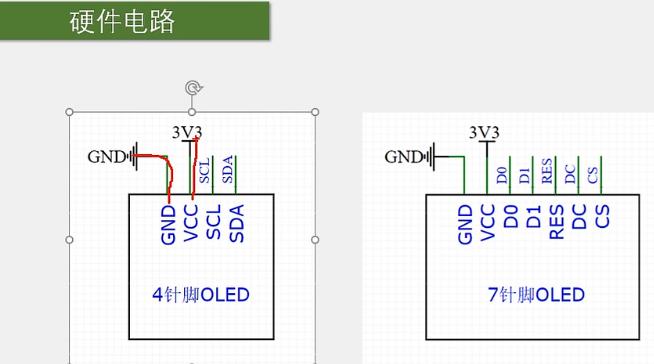 硬件电路
3V3
GND
SCL
SDA
GND
VCC
SCL
SDA
4针脚OLED
3V3
GND
D0
D1
RES
DC
CS
GND
VCC
D0
D1
RES
DC
CS
7针脚OLED